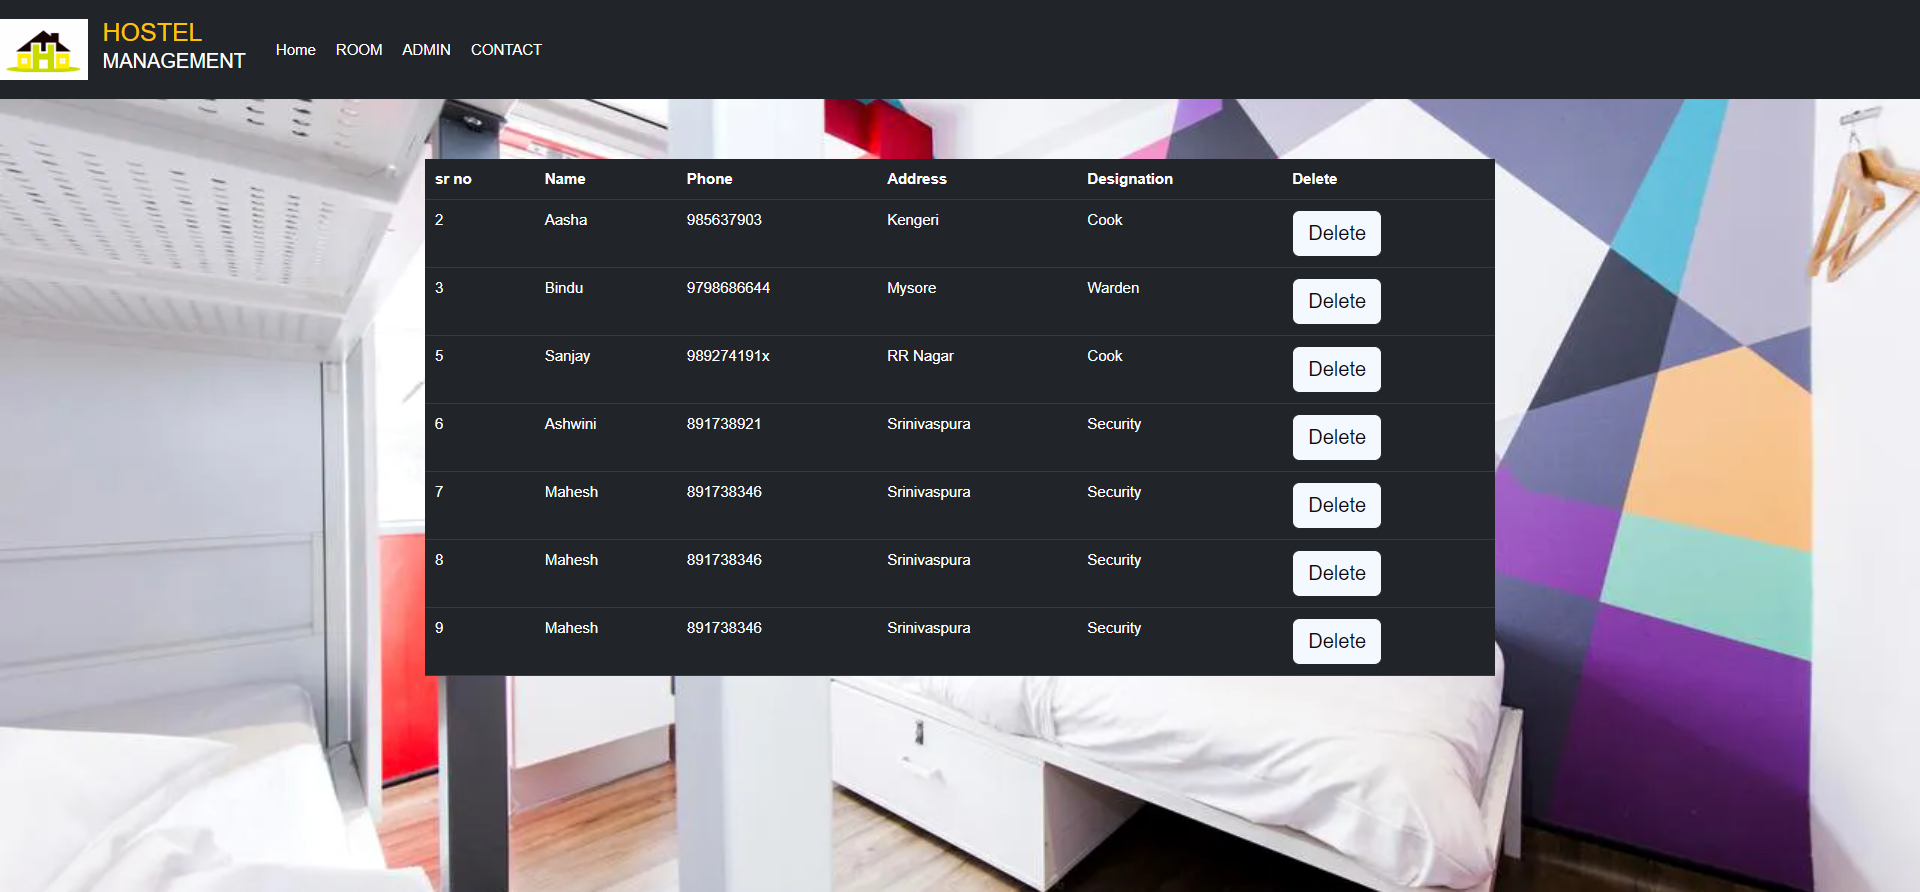 HOSTEL
MANAGEMENT
Home ROOM ADMIN CONTACT
sr no Name Phone Address Designation Delete
2 Aasha 985637903 Kengeri Cook Delete
3 Bindu 9798686644 Mysore Warden Delete
5 Sanjay 989274191x RR Nagar Cook Delete
6 Ashwini 891738921 Srinivaspura Security Delete
7 Mahesh 891738346 Srinivaspura Security Delete
8 Mahesh 891738346 Srinivaspura Security Delete
9 Mahesh 891738346 Srinivaspura Security Delete